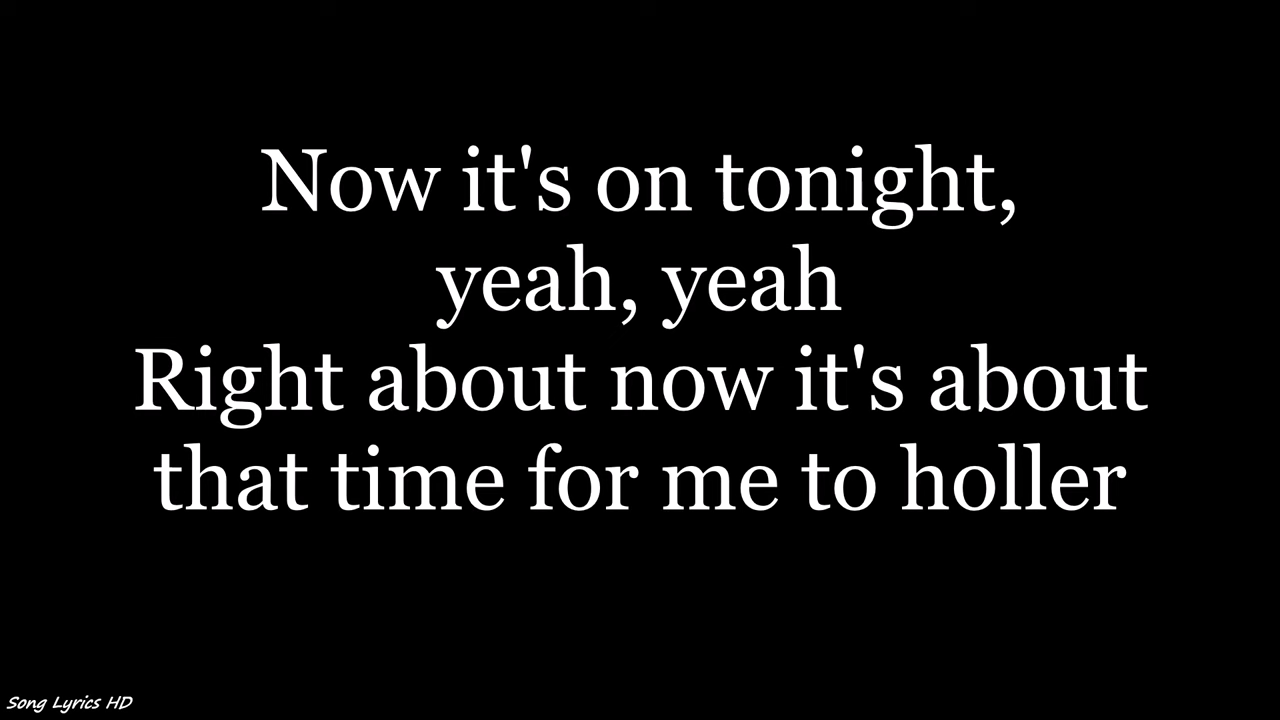 Now it's on tonight,
yeah, yeah
Right about now it's about
that time for me to holler
Song Lyrics HD